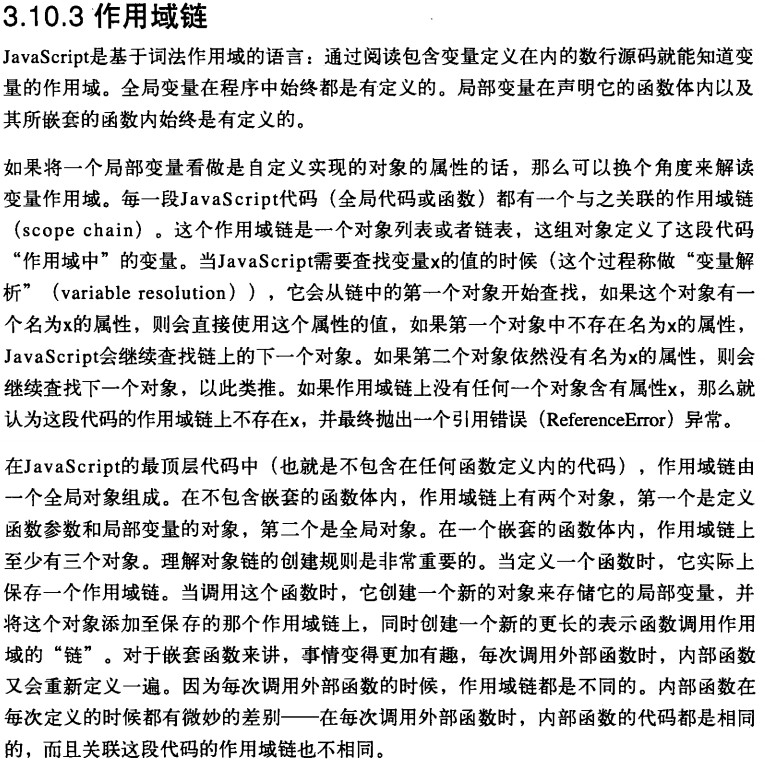 3.10.3 作用域链
JavaScript是基于词法作用域的语言：通过阅读包含变量定义在内的数行源码就能知道变
量的作用域。全局变量在程序中始终都是有定义的。局部变量在声明它的函数体内以及
其所嵌套的函数内始终是有定义的。
如果将一个局部变量看做是自定义实现的对象的属性的话，那么可以换个角度来解读
变量作用域。每一段JavaScript代码（全局代码或函数）都有一个与之关联的作用域链
（scope chain）。这个作用域链是一个对象列表或者链表，这组对象定义了这段代码
“作用域中”的变量。当JavaScript需要查找变量x的值的时候（这个过程称做“变量解
析”（variable resolution）），它会从链中的第一个对象开始查找，如果这个对象有一
个名为x的属性，则会直接使用这个属性的值，如果第一个对象中不存在名为x的属性，
JavaScript会继续查找链上的下一个对象。如果第二个对象依然没有名为x的属性，则会
继续查找下一个对象，以此类推。如果作用域链上没有任何一个对象含有属性x，那么就
认为这段代码的作用域链上不存在x，并最终抛出一个引用错误（ReferenceError）异常。
在JavaScript的最顶层代码中（也就是不包含在任何函数定义内的代码），作用域链由
一个全局对象组成。在不包含嵌套的函数体内，作用域链上有两个对象，第一个是定义
函数参数和局部变量的对象，第二个是全局对象。在一个嵌套的函数体内，作用域链上
至少有三个对象。理解对象链的创建规则是非常重要的。当定义一个函数时，它实际上
保存一个作用域链。当调用这个函数时，它创建一个新的对象来存储它的局部变量，并
将这个对象添加至保存的那个作用域链上，同时创建一个新的更长的表示函数调用作用
域的“链”。对于嵌套函数来讲，事情变得更加有趣，每次调用外部函数时，内部函数
又会重新定义一遍。因为每次调用外部函数的时候，作用域链都是不同的。内部函数在
每次定义的时候都有微妙的差别——在每次调用外部函数时，内部函数的代码都是相同
的，而且关联这段代码的作用域链也不相同。